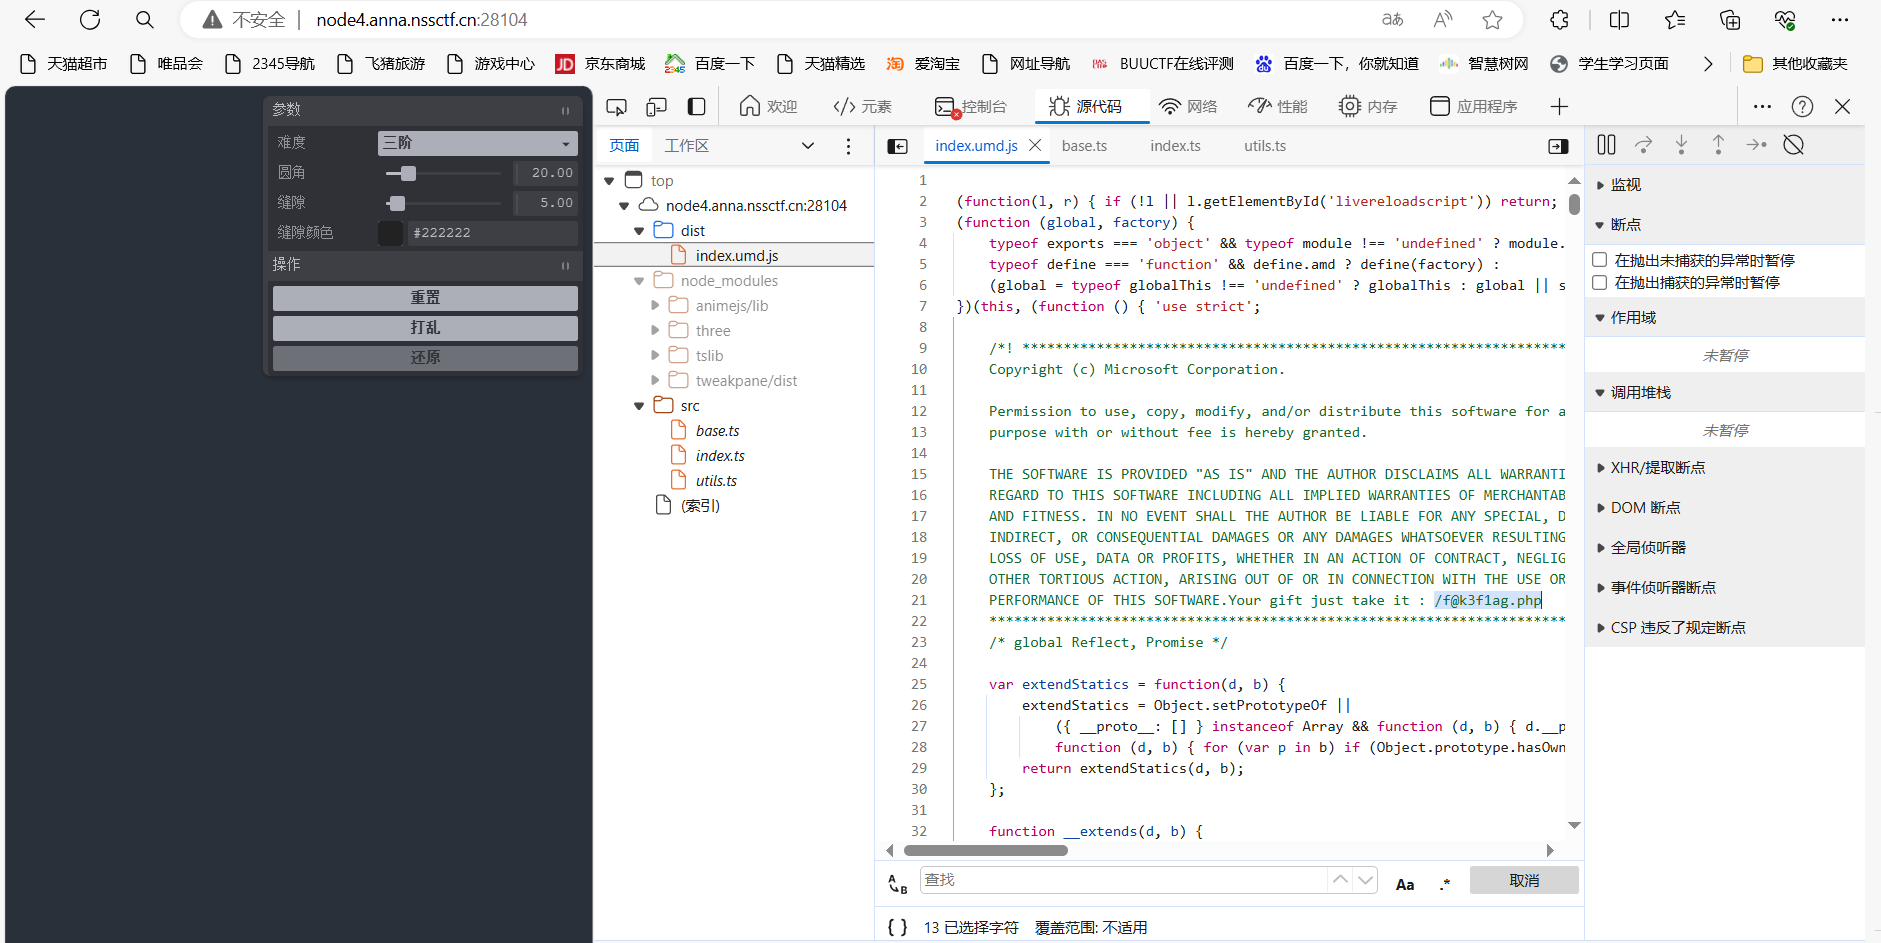 不安全 node4.anna.nssctf.cn:28104
天猫超市 唯品会 2345导航 飞猪旅游 游戏中心 JD 京东商城 2345 百度一下 天猫精选 淘 爱淘宝 网址导航 BUUCTF在线评测 百度一下，你就知道 智慧树网 学生学习页面 其他收藏夹
参数
难度 三阶
圆角 20.00
缝隙 5.00
缝隙颜色 #222222
操作
重置
打乱
还原
欢迎 </> 元素 控制台 源代码 网络 性能 内存 应用程序
页面 工作区
top
node4.anna.nssctf.cn:28104
dist
index.umd.js
node_modules
animejs/lib
three
tslib
tweakpane/dist
src
base.ts
index.ts
utils.ts
(索引)
index.umd.js base.ts index.ts utils.ts
1
2 (function(l, r) { if (!l || l.getElementById('livereloadscript')) return;
3 (function (global, factory) {
4 typeof exports === 'object' && typeof module !== 'undefined' ? module.
5 typeof define === 'function' && define.amd ? define(factory) :
6 (global = typeof globalThis !== 'undefined' ? globalThis : global || s
7 })(this, (function () { 'use strict';
8
9 /*! ******************************************************************
10 Copyright (c) Microsoft Corporation.
11
12 Permission to use, copy, modify, and/or distribute this software for a
13 purpose with or without fee is hereby granted.
14
15 THE SOFTWARE IS PROVIDED "AS IS" AND THE AUTHOR DISCLAIMS ALL WARRANTI
16 REGARD TO THIS SOFTWARE INCLUDING ALL IMPLIED WARRANTIES OF MERCHANTAB
17 AND FITNESS. IN NO EVENT SHALL THE AUTHOR BE LIABLE FOR ANY SPECIAL, D
18 INDIRECT, OR CONSEQUENTIAL DAMAGES OR ANY DAMAGES WHATSOEVER RESULTING
19 LOSS OF USE, DATA OR PROFITS, WHETHER IN AN ACTION OF CONTRACT, NEGLIG
20 OTHER TORTIOUS ACTION, ARISING OUT OF OR IN CONNECTION WITH THE USE OR
21 PERFORMANCE OF THIS SOFTWARE.Your gift just take it : /f@k3f1ag.php
22 **********************************************************************
23 /* global Reflect, Promise */
24
25 var extendStatics = function(d, b) {
26 extendStatics = Object.setPrototypeOf ||
27 ({ __proto__: [] } instanceof Array && function (d, b) { d.__p
28 function (d, b) { for (var p in b) if (Object.prototype.hasOwn
29 return extendStatics(d, b);
30 };
31
32 function __extends(d, b) {
查找 Aa .* 取消
{ } 13 已选择字符 覆盖范围: 不适用
监视
断点
在抛出未捕获的异常时暂停
在抛出捕获的异常时暂停
作用域
未暂停
调用堆栈
未暂停
XHR/提取断点
DOM 断点
全局侦听器
事件侦听器断点
CSP 违反了规定断点